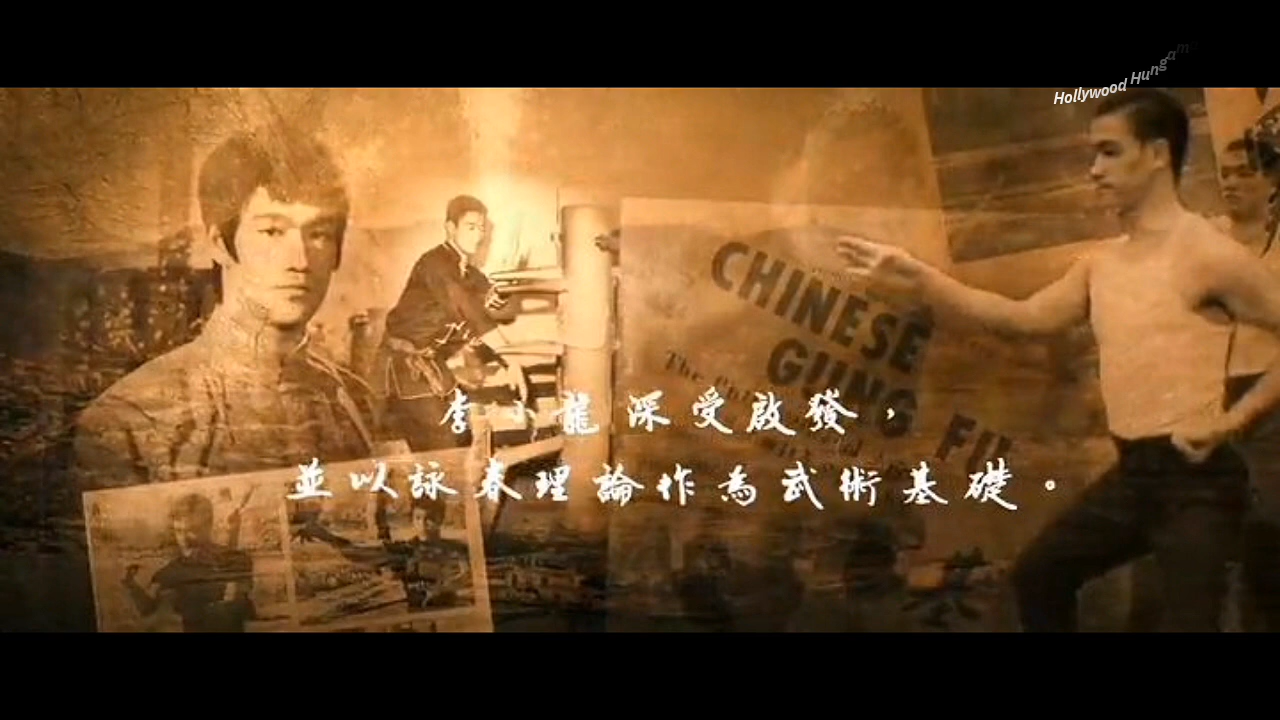 Hollywood Hungama
CHINESE
GUNG FU
The
李小龍深受啟發，
並以詠春理論作為武術基礎。